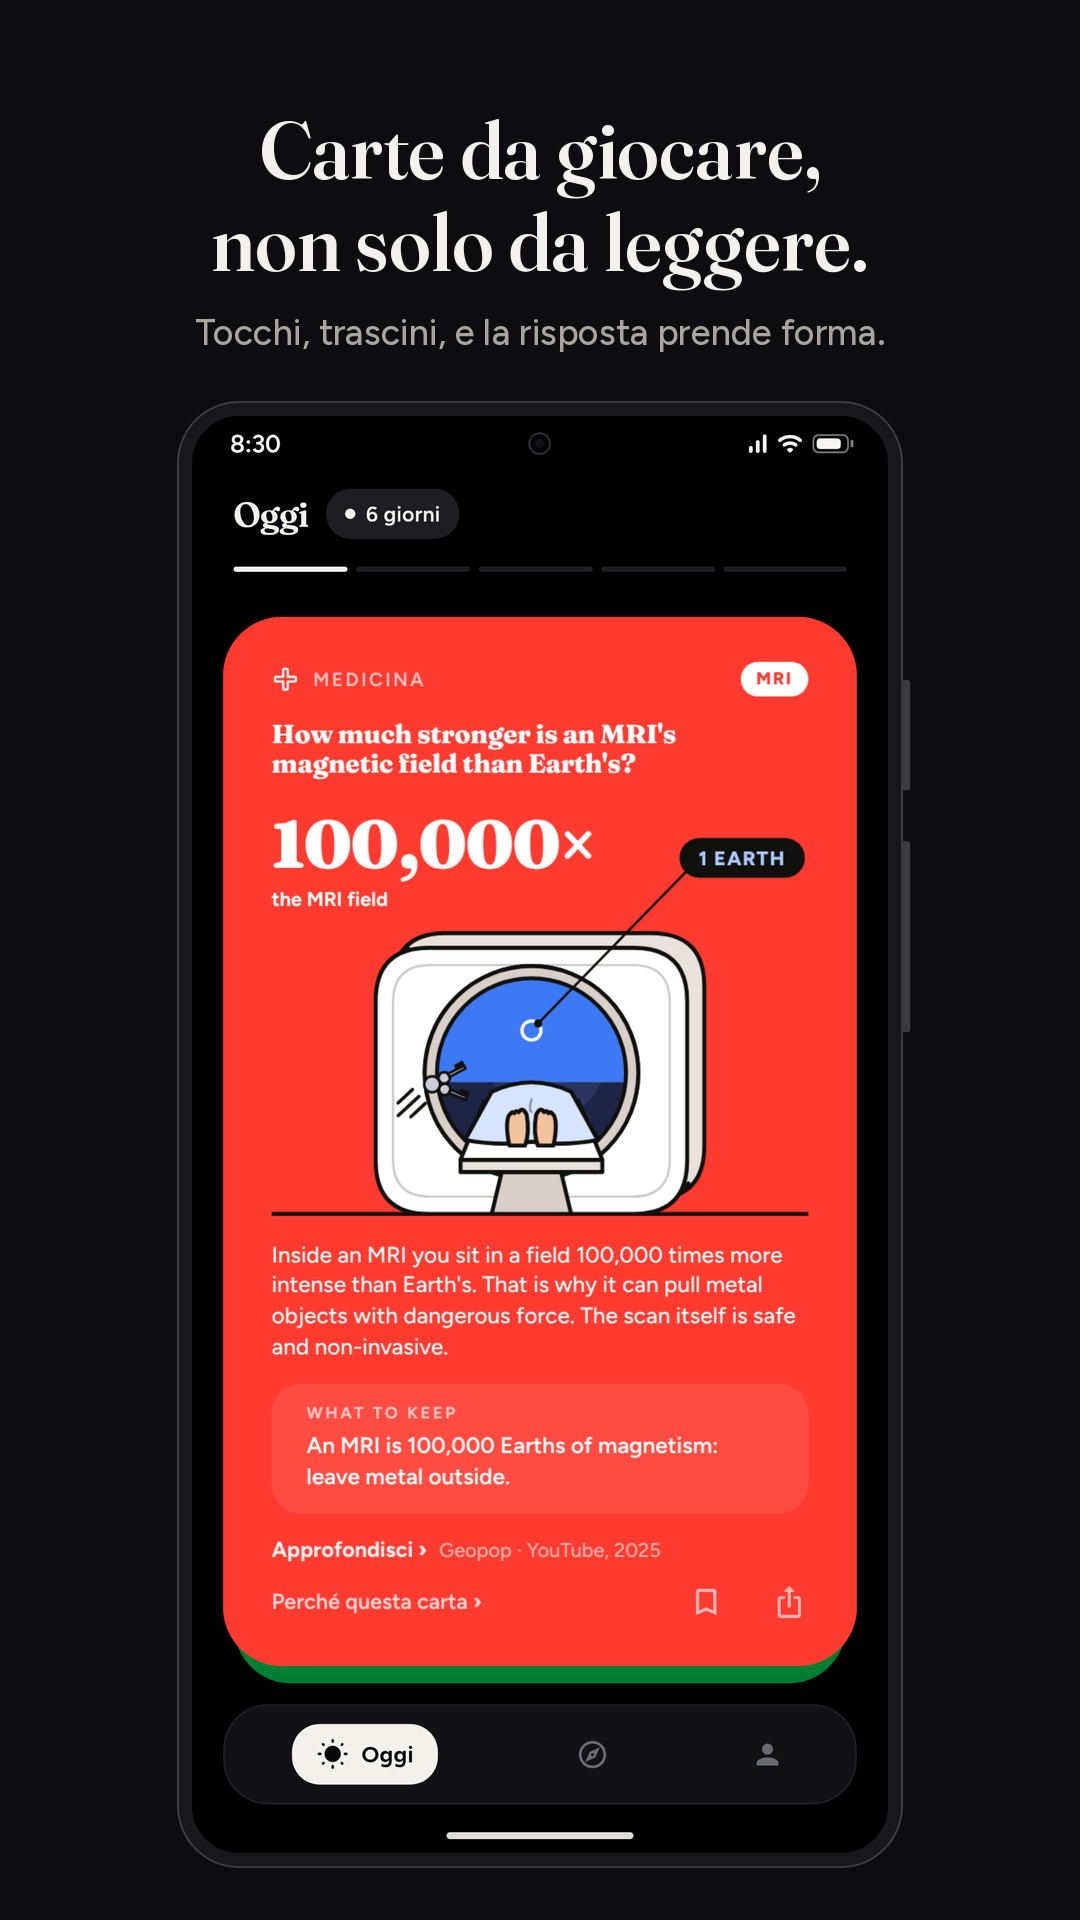 Carte da giocare,
non solo da leggere.
Tocchi, trascini, e la risposta prende forma.
8:30
Oggi
6 giorni
MEDICINA
MRI
How much stronger is an MRI's
magnetic field than Earth's?
100,000×
the MRI field
1 EARTH
Inside an MRI you sit in a field 100,000 times more
intense than Earth's. That is why it can pull metal
objects with dangerous force. The scan itself is safe
and non-invasive.
WHAT TO KEEP
An MRI is 100,000 Earths of magnetism:
leave metal outside.
Approfondisci › Geopop · YouTube, 2025
Perché questa carta ›
Oggi